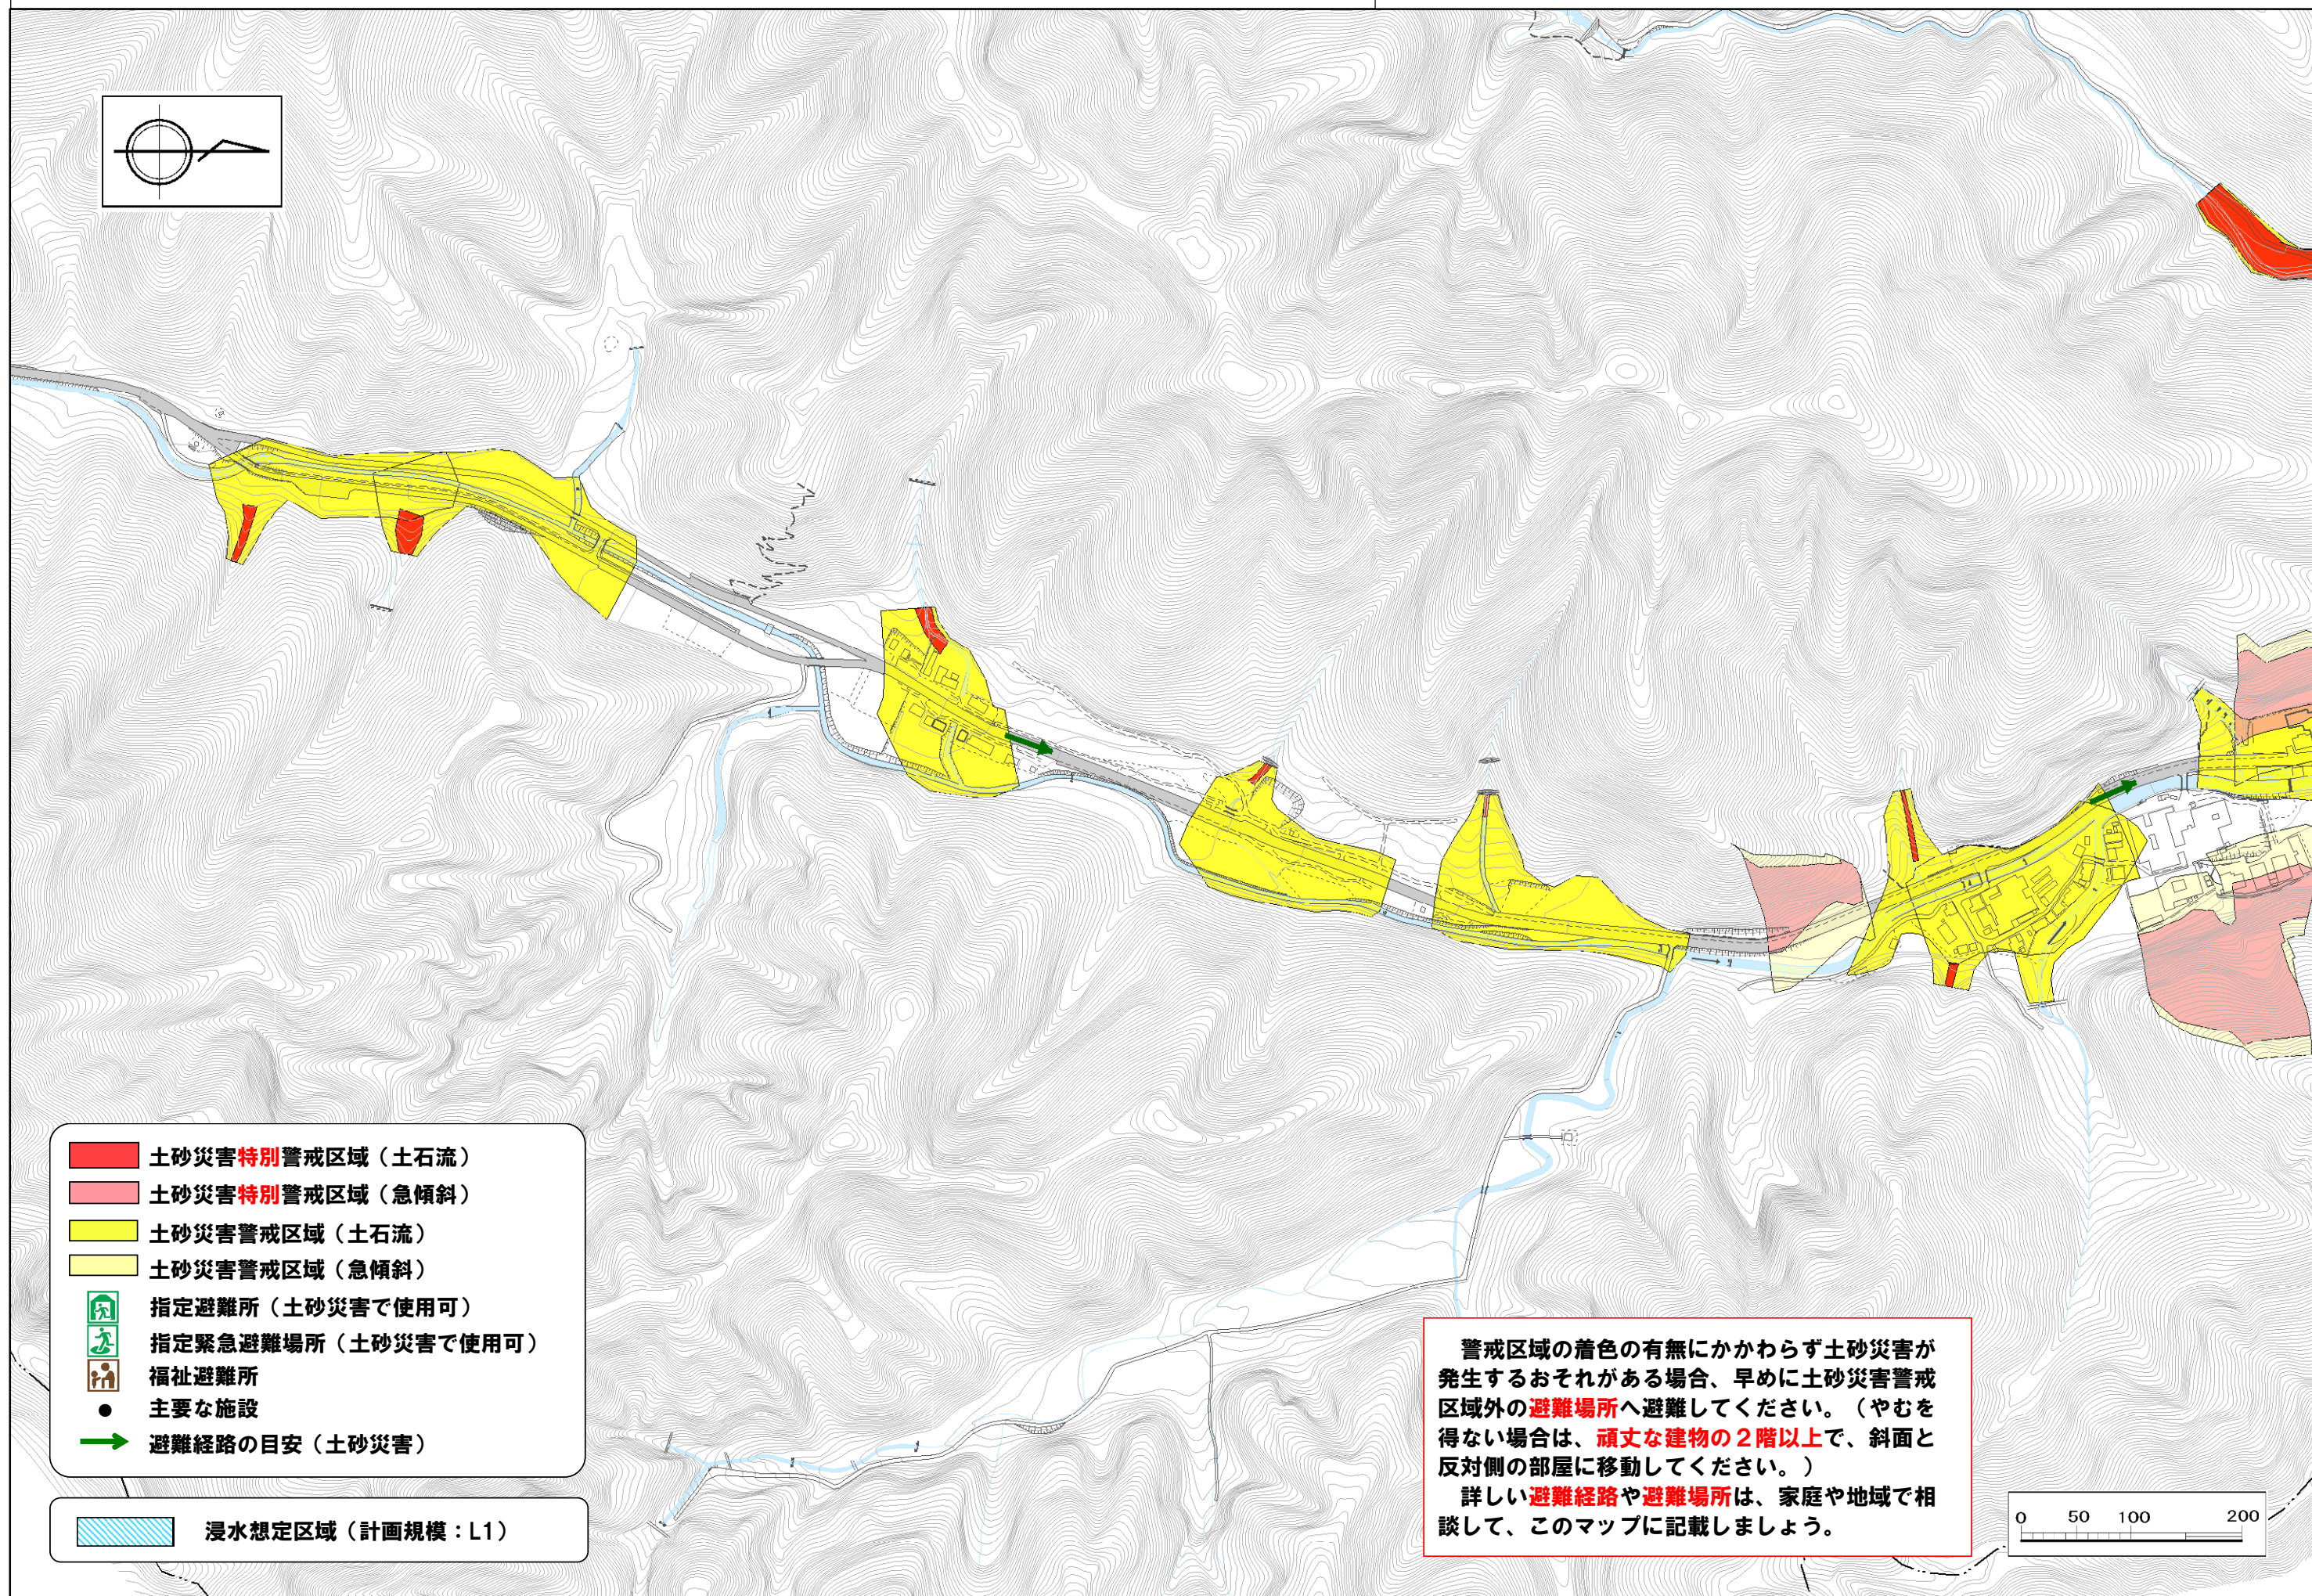 土砂災害特別警戒区域（土石流）
土砂災害特別警戒区域（急傾斜）
土砂災害警戒区域（土石流）
土砂災害警戒区域（急傾斜）
指定避難所（土砂災害で使用可）
指定緊急避難場所（土砂災害で使用可）
福祉避難所
主要な施設
避難経路の目安（土砂災害）
浸水想定区域（計画規模：L1）
警戒区域の着色の有無にかかわらず土砂災害が
発生するおそれがある場合、早めに土砂災害警戒
区域外の避難場所へ避難してください。（やむを
得ない場合は、頑丈な建物の２階以上で、斜面と
反対側の部屋に移動してください。）
詳しい避難経路や避難場所は、家庭や地域で相
談して、このマップに記載しましょう。
0 50 100 200